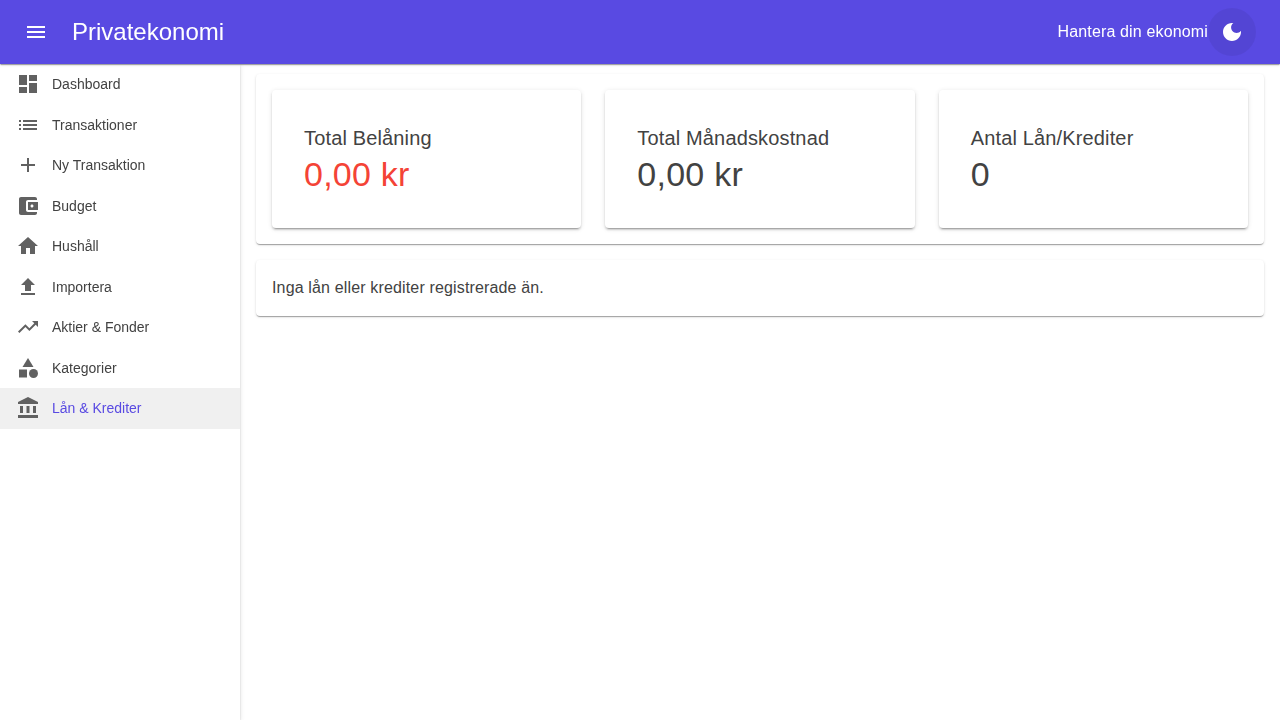 Privatekonomi
Hantera din ekonomi
Dashboard
Transaktioner
Ny Transaktion
Budget
Hushåll
Importera
Aktier & Fonder
Kategorier
Lån & Krediter
Total Belåning
0,00 kr
Total Månadskostnad
0,00 kr
Antal Lån/Krediter
0
Inga lån eller krediter registrerade än.